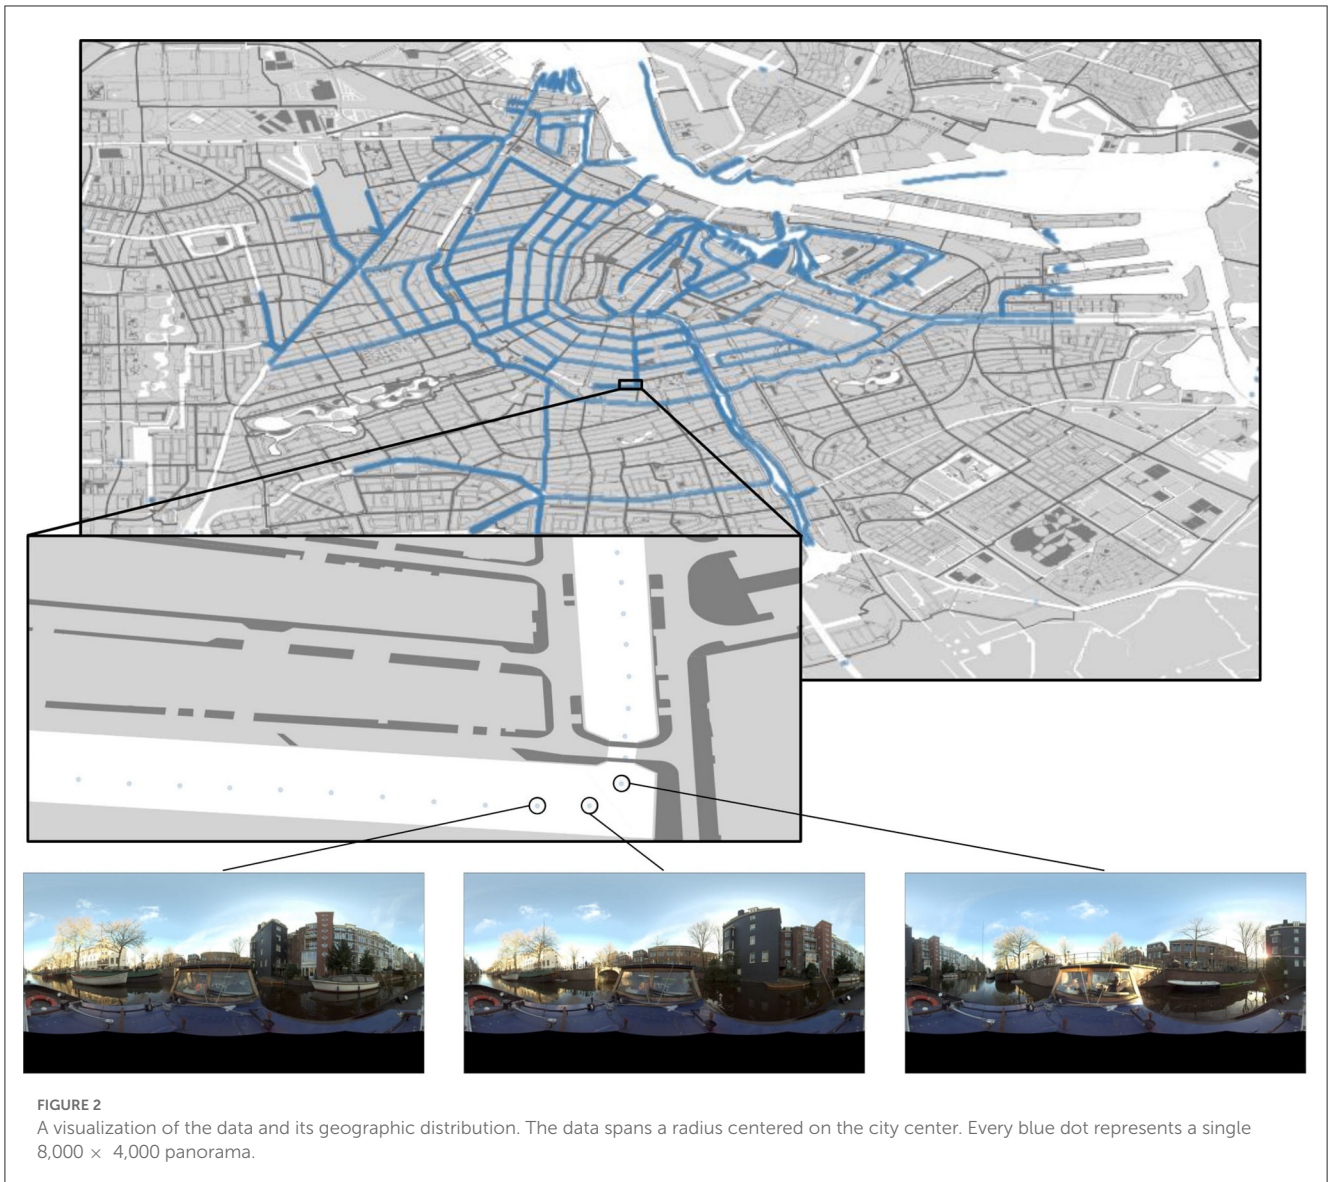 FIGURE 2
A visualization of the data and its geographic distribution. The data spans a radius centered on the city center. Every blue dot represents a single
8,000 × 4,000 panorama.